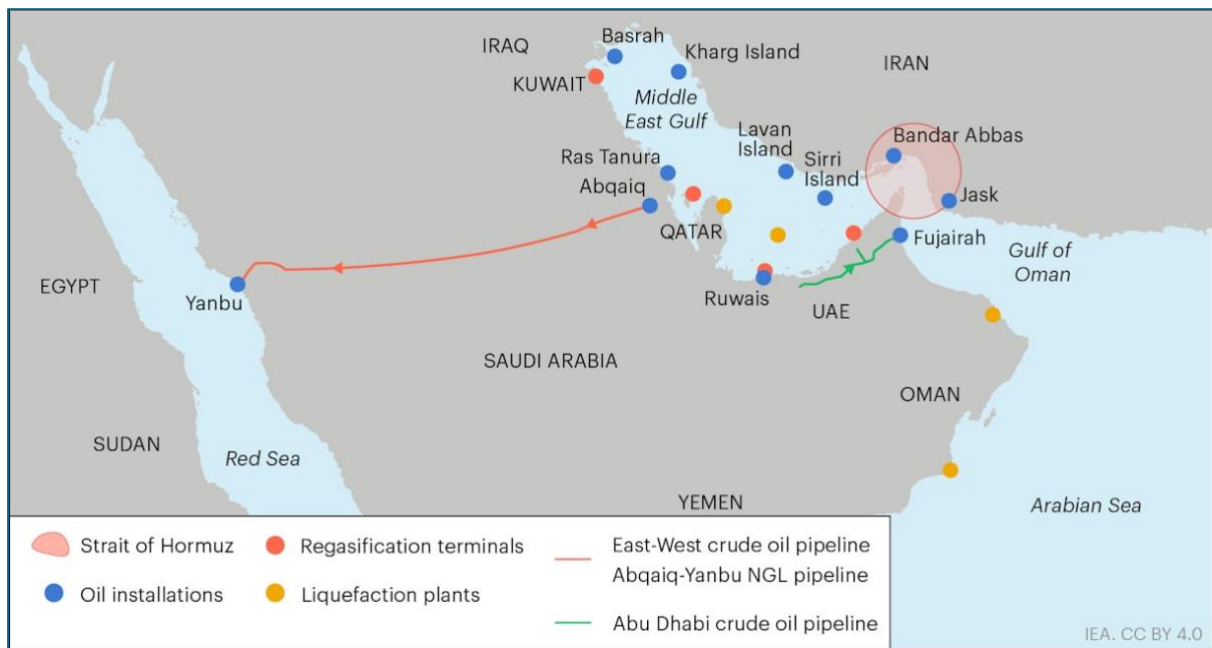 Basrah
IRAQ
Kharg Island
IRAN
KUWAIT
Middle
East Gulf
Bandar Abbas
Lavan
Island
Ras Tanura
Sirri
Island
Abqaiq
Jask
QATAR
Fujairah
Gulf of
Oman
EGYPT
Yanbu
Ruwais
UAE
SAUDI ARABIA
OMAN
SUDAN
Red Sea
YEMEN
Arabian Sea
Strait of Hormuz
Regasification terminals
East-West crude oil pipeline
Abqaiq-Yanbu NGL pipeline
Oil installations
Liquefaction plants
Abu Dhabi crude oil pipeline
IEA. CC BY 4.0